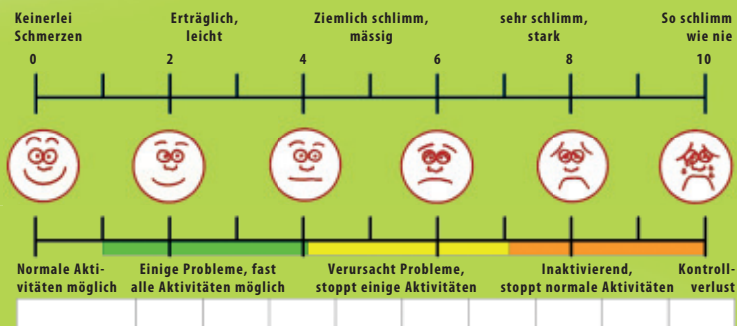 Keinerlei
Schmerzen
Erträglich,
leicht
Ziemlich schlimm,
mässig
sehr schlimm,
stark
So schlimm
wie nie
0 2 4 6 8 10
Normale Akti-
vitäten möglich
Einige Probleme, fast
alle Aktivitäten möglich
Verursacht Probleme,
stoppt einige Aktivitäten
Inaktivierend,
stoppt normale Aktivitäten
Kontroll-
verlust